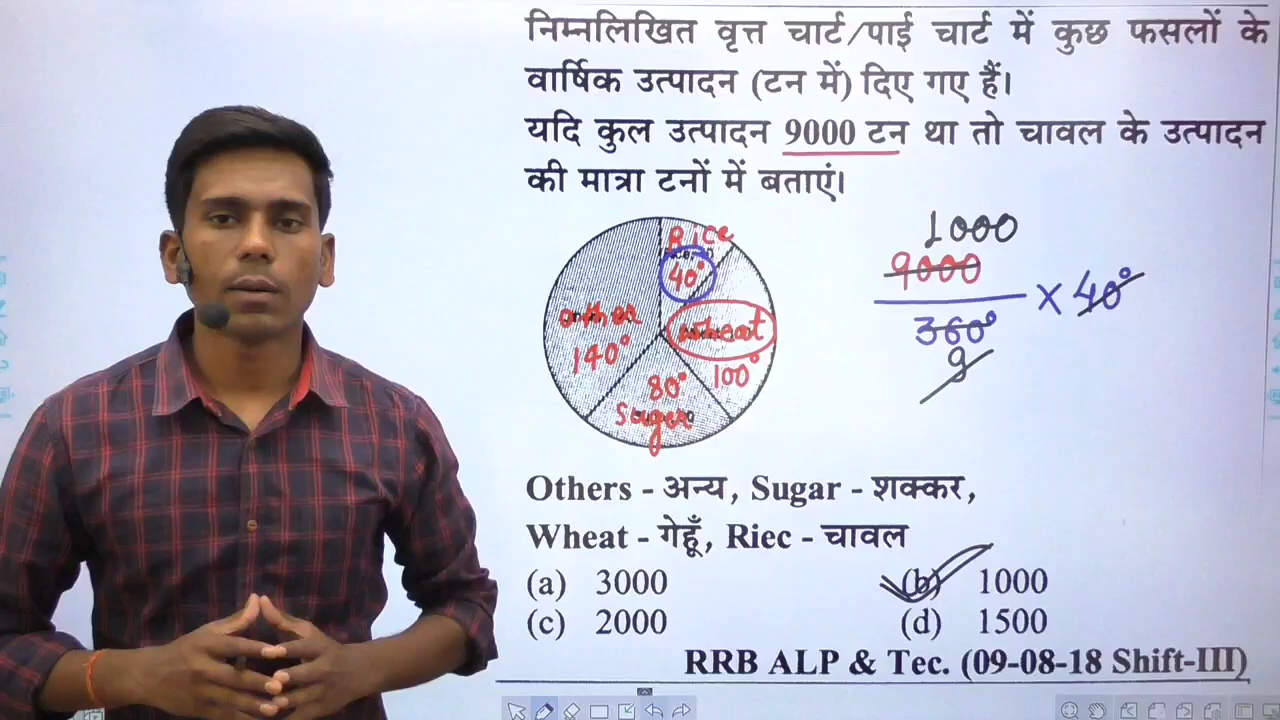 निम्नलिखित वृत्त चार्ट/पाई चार्ट में कुछ फसलों के
वार्षिक उत्पादन (टन में) दिए गए हैं।
यदि कुल उत्पादन 9000 टन था तो चावल के उत्पादन
की मात्रा टनों में बताएं।
Rice
40°
other
140°
wheat
100°
80°
Suger
1000
9000
× 40°
360°
9
Others - अन्य, Sugar - शक्कर,
Wheat - गेहूँ, Riec - चावल
(a) 3000 (b) 1000
(c) 2000 (d) 1500
RRB ALP & Tec. (09-08-18 Shift-III)